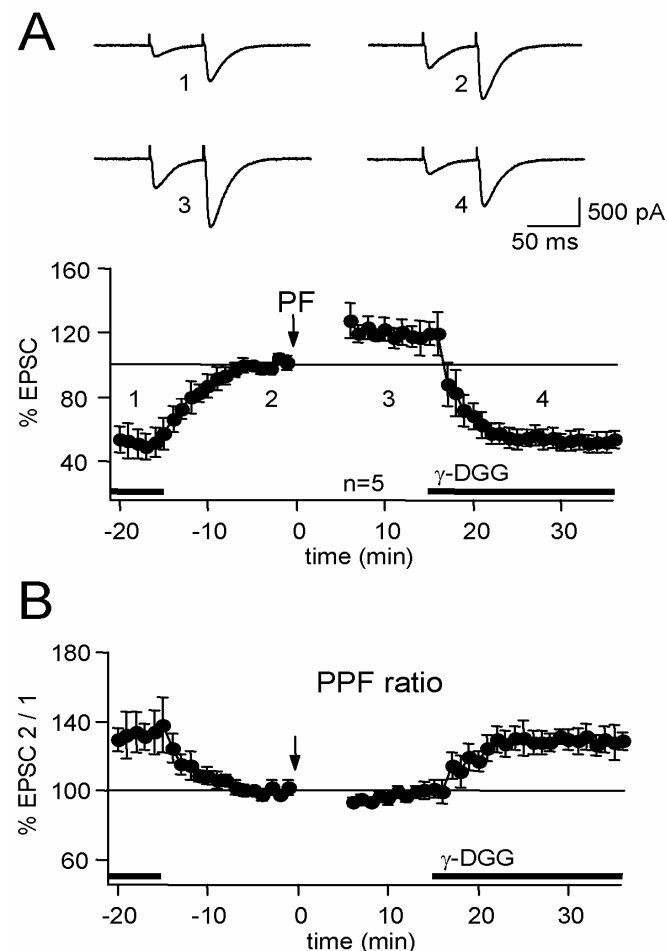 A
1
2
3
4
500 pA
50 ms
160
120
80
40
% EPSC
PF
1
2
3
4
n=5
γ-DGG
-20
-10
0
10
20
30
time (min)
B
180
140
100
60
% EPSC 2 / 1
PPF ratio
γ-DGG
-20
-10
0
10
20
30
time (min)